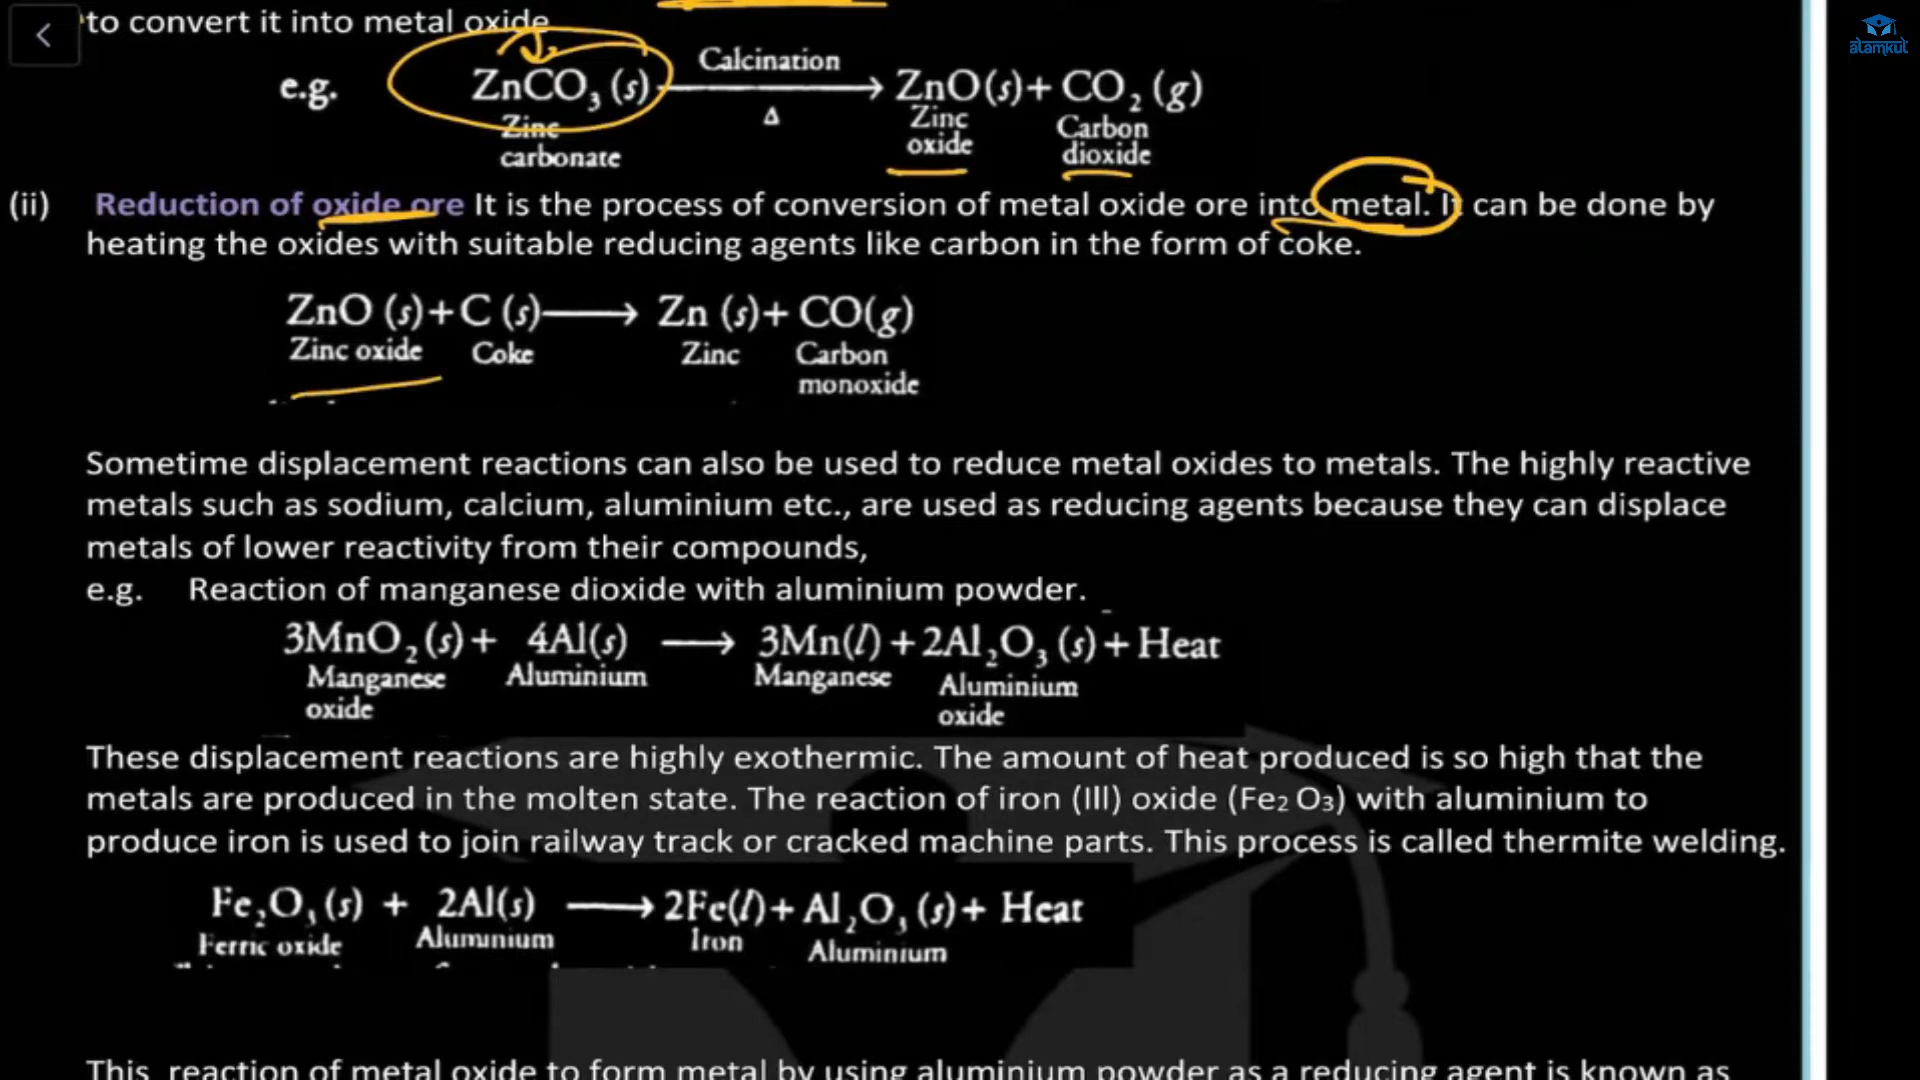 to convert it into metal oxide
alamkul
e.g. ZnCO₃ (s) Calcination → Δ ZnO(s) + CO₂ (g)
Zinc carbonate Zinc oxide Carbon dioxide
(ii) Reduction of oxide ore It is the process of conversion of metal oxide ore into metal. It can be done by
heating the oxides with suitable reducing agents like carbon in the form of coke.
ZnO (s)+C (s) ⟶ Zn (s)+ CO(g)
Zinc oxide Coke Zinc Carbon monoxide
Sometime displacement reactions can also be used to reduce metal oxides to metals. The highly reactive
metals such as sodium, calcium, aluminium etc., are used as reducing agents because they can displace
metals of lower reactivity from their compounds,
e.g. Reaction of manganese dioxide with aluminium powder.
3MnO₂ (s)+ 4Al(s) ⟶ 3Mn(l) + 2Al₂O₃ (s) + Heat
Manganese oxide Aluminium Manganese Aluminium oxide
These displacement reactions are highly exothermic. The amount of heat produced is so high that the
metals are produced in the molten state. The reaction of iron (III) oxide (Fe₂ O₃) with aluminium to
produce iron is used to join railway track or cracked machine parts. This process is called thermite welding.
Fe₂O₃ (s) + 2Al(s) ⟶ 2Fe(l)+ Al₂O₃ (s)+ Heat
Ferric oxide Aluminium Iron Aluminium
This reaction of metal oxide to form metal by using aluminium powder as a reducing agent is known as